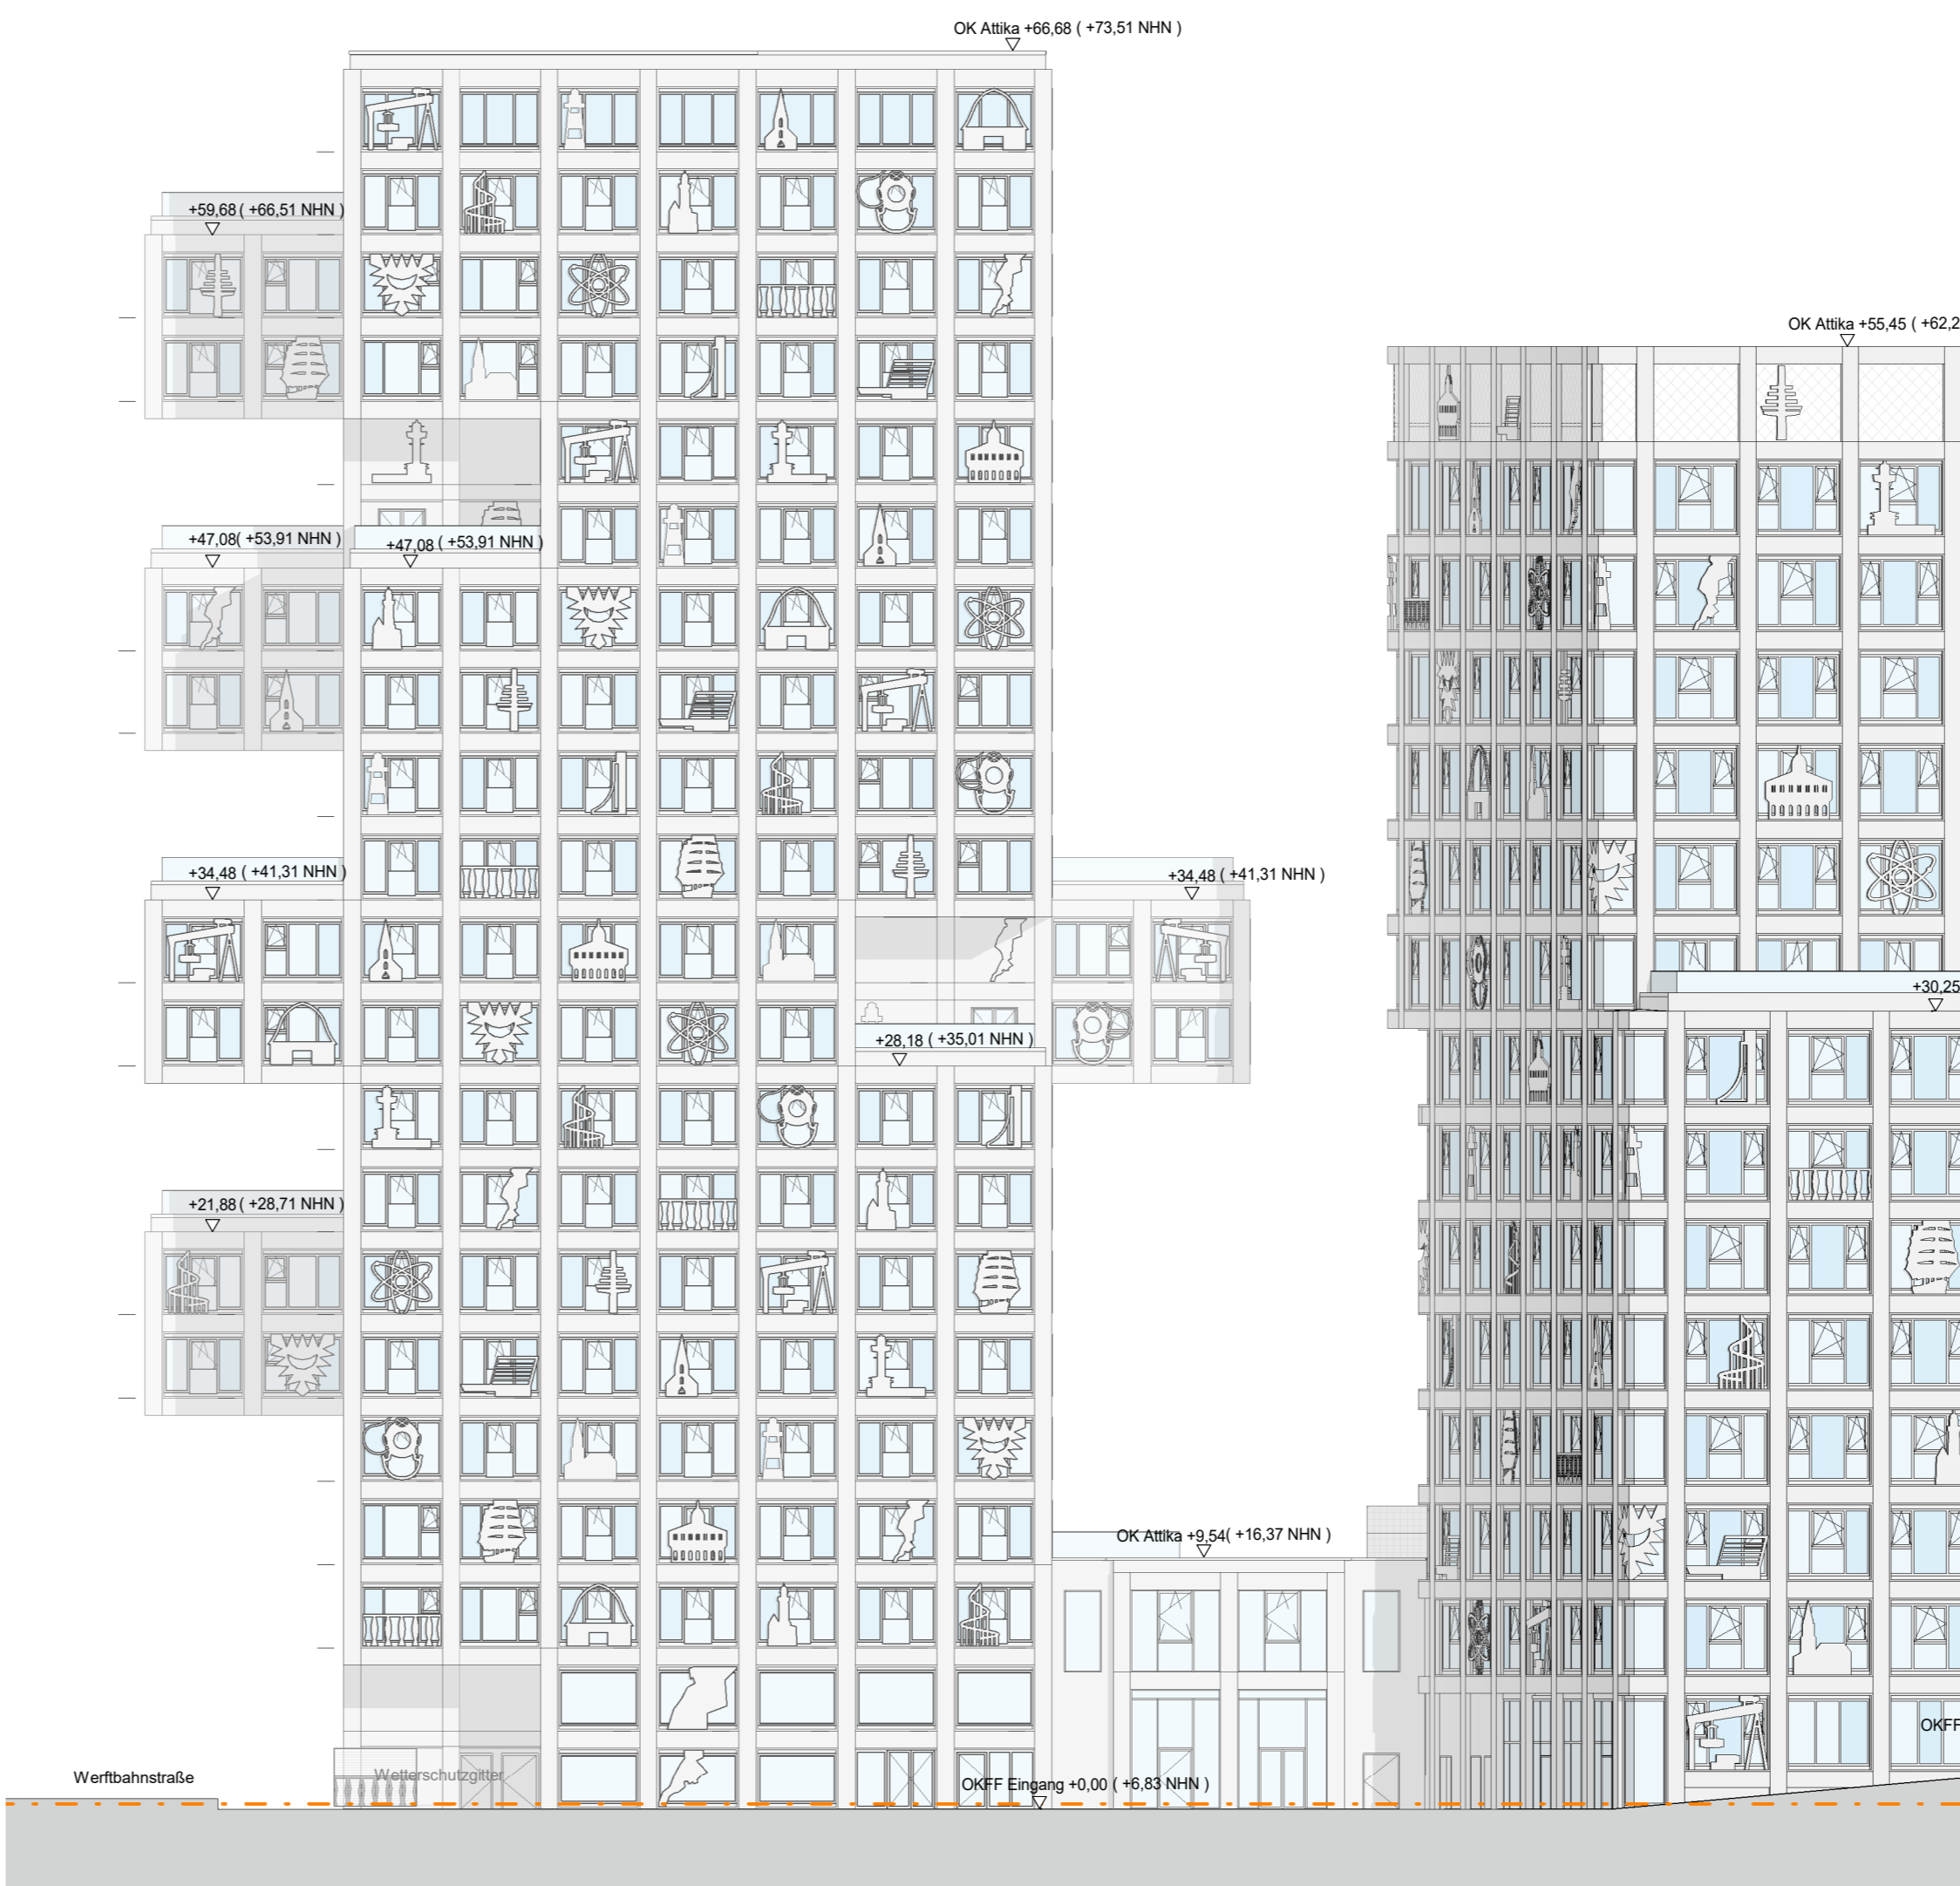 OK Attika +66,68 ( +73,51 NHN )
+59,68 ( +66,51 NHN )
OK Attika +55,45 ( +62,2
+47,08( +53,91 NHN )
+47,08 ( +53,91 NHN )
+34,48 ( +41,31 NHN )
+34,48 ( +41,31 NHN )
+30,25
+28,18 ( +35,01 NHN )
+21,88 ( +28,71 NHN )
OK Attika +9,54( +16,37 NHN )
OKFF
Werftbahnstraße
Wetterschutzgitter
OKFF Eingang +0,00 ( +6,83 NHN )